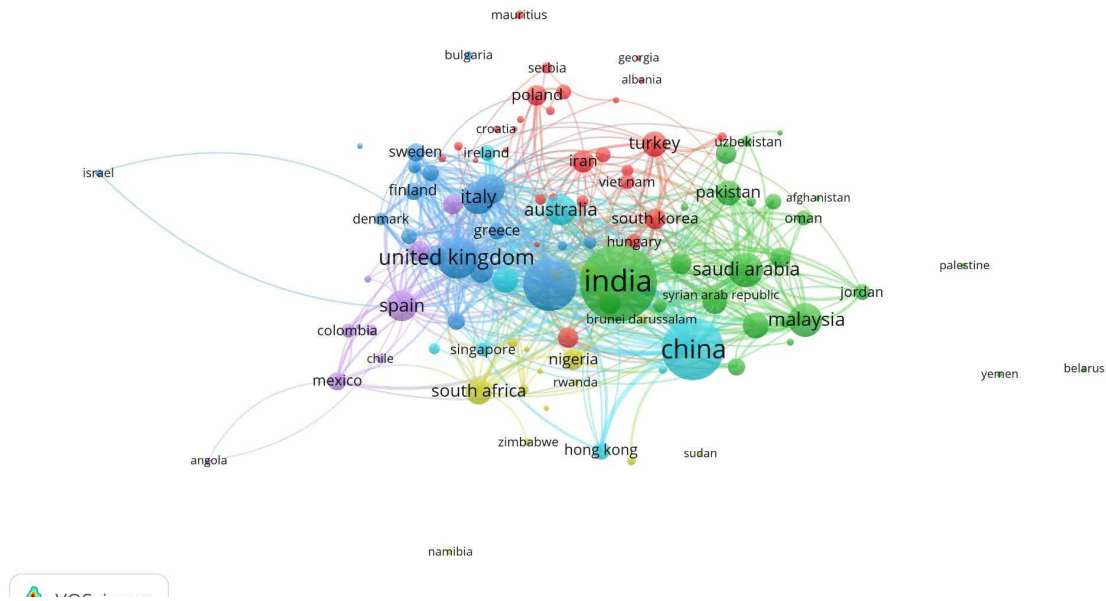 mauritius
bulgaria
georgia
serbia
albania
poland
croatia
turkey
uzbekistan
sweden
ireland
iran
israel
viet nam
finland
italy
pakistan
afghanistan
australia
denmark
south korea
oman
greece
hungary
united kingdom
palestine
saudi arabia
india
jordan
syrian arab republic
spain
brunei darussalam
malaysia
colombia
singapore
china
chile
nigeria
belarus
yemen
mexico
rwanda
south africa
zimbabwe
hong kong
sudan
angola
namibia